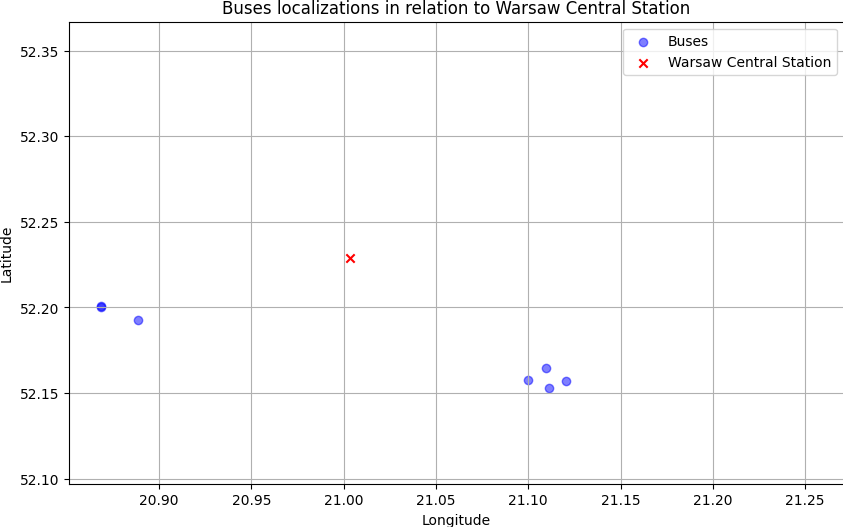 Buses localizations in relation to Warsaw Central Station
Buses
Warsaw Central Station
52.35
52.30
52.25
52.20
52.15
52.10
Latitude
20.90 20.95 21.00 21.05 21.10 21.15 21.20 21.25
Longitude